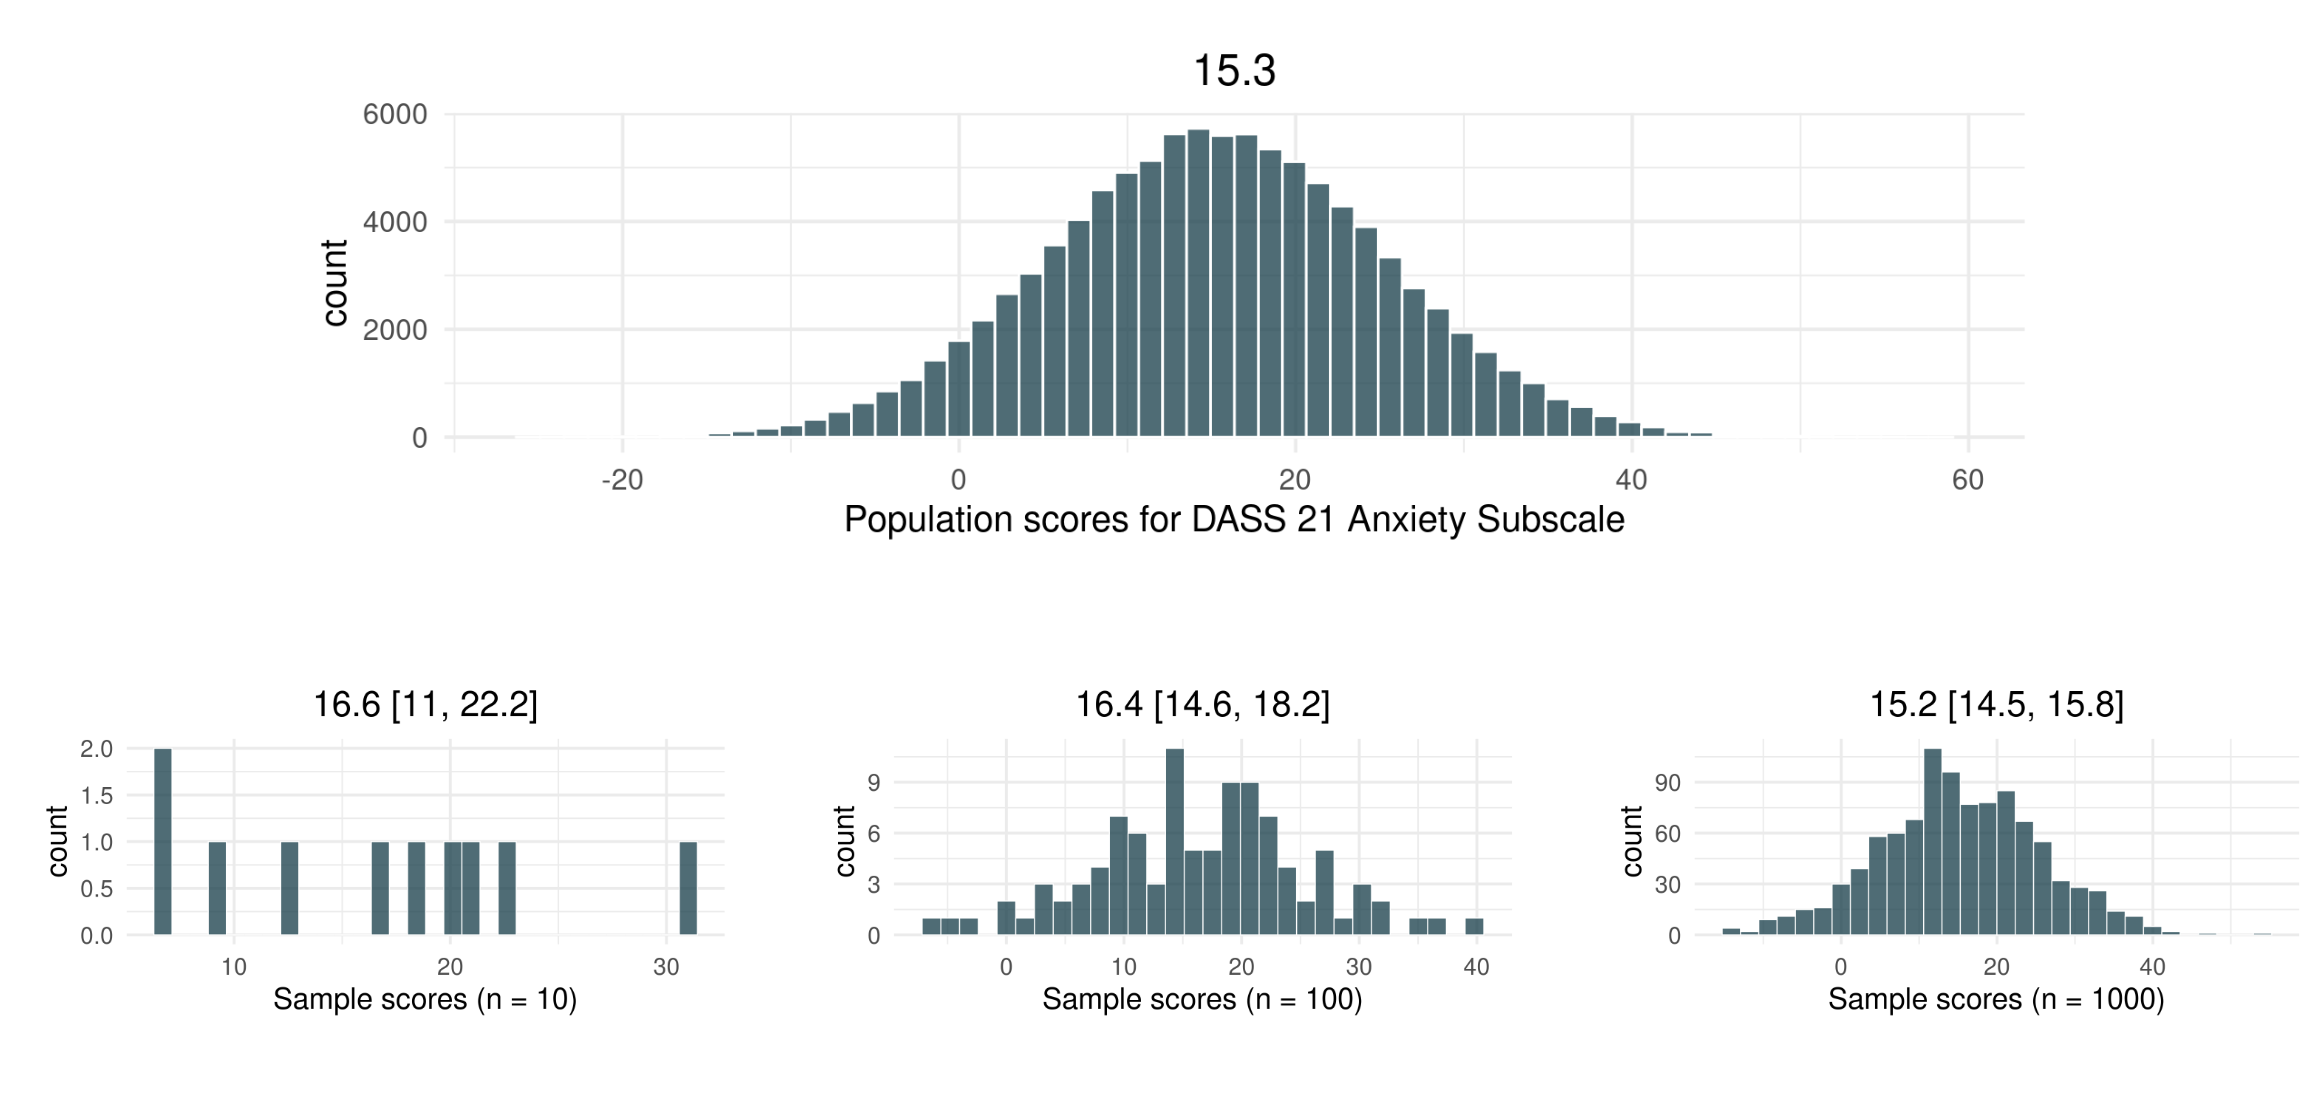 15.3
6000
4000
2000
0
count
-20 0 20 40 60
Population scores for DASS 21 Anxiety Subscale
16.6 [11, 22.2]
2.0
1.5
1.0
0.5
0.0
count
10 20 30
Sample scores (n = 10)
16.4 [14.6, 18.2]
9
6
3
0
count
0 10 20 30 40
Sample scores (n = 100)
15.2 [14.5, 15.8]
90
60
30
0
count
0 20 40
Sample scores (n = 1000)